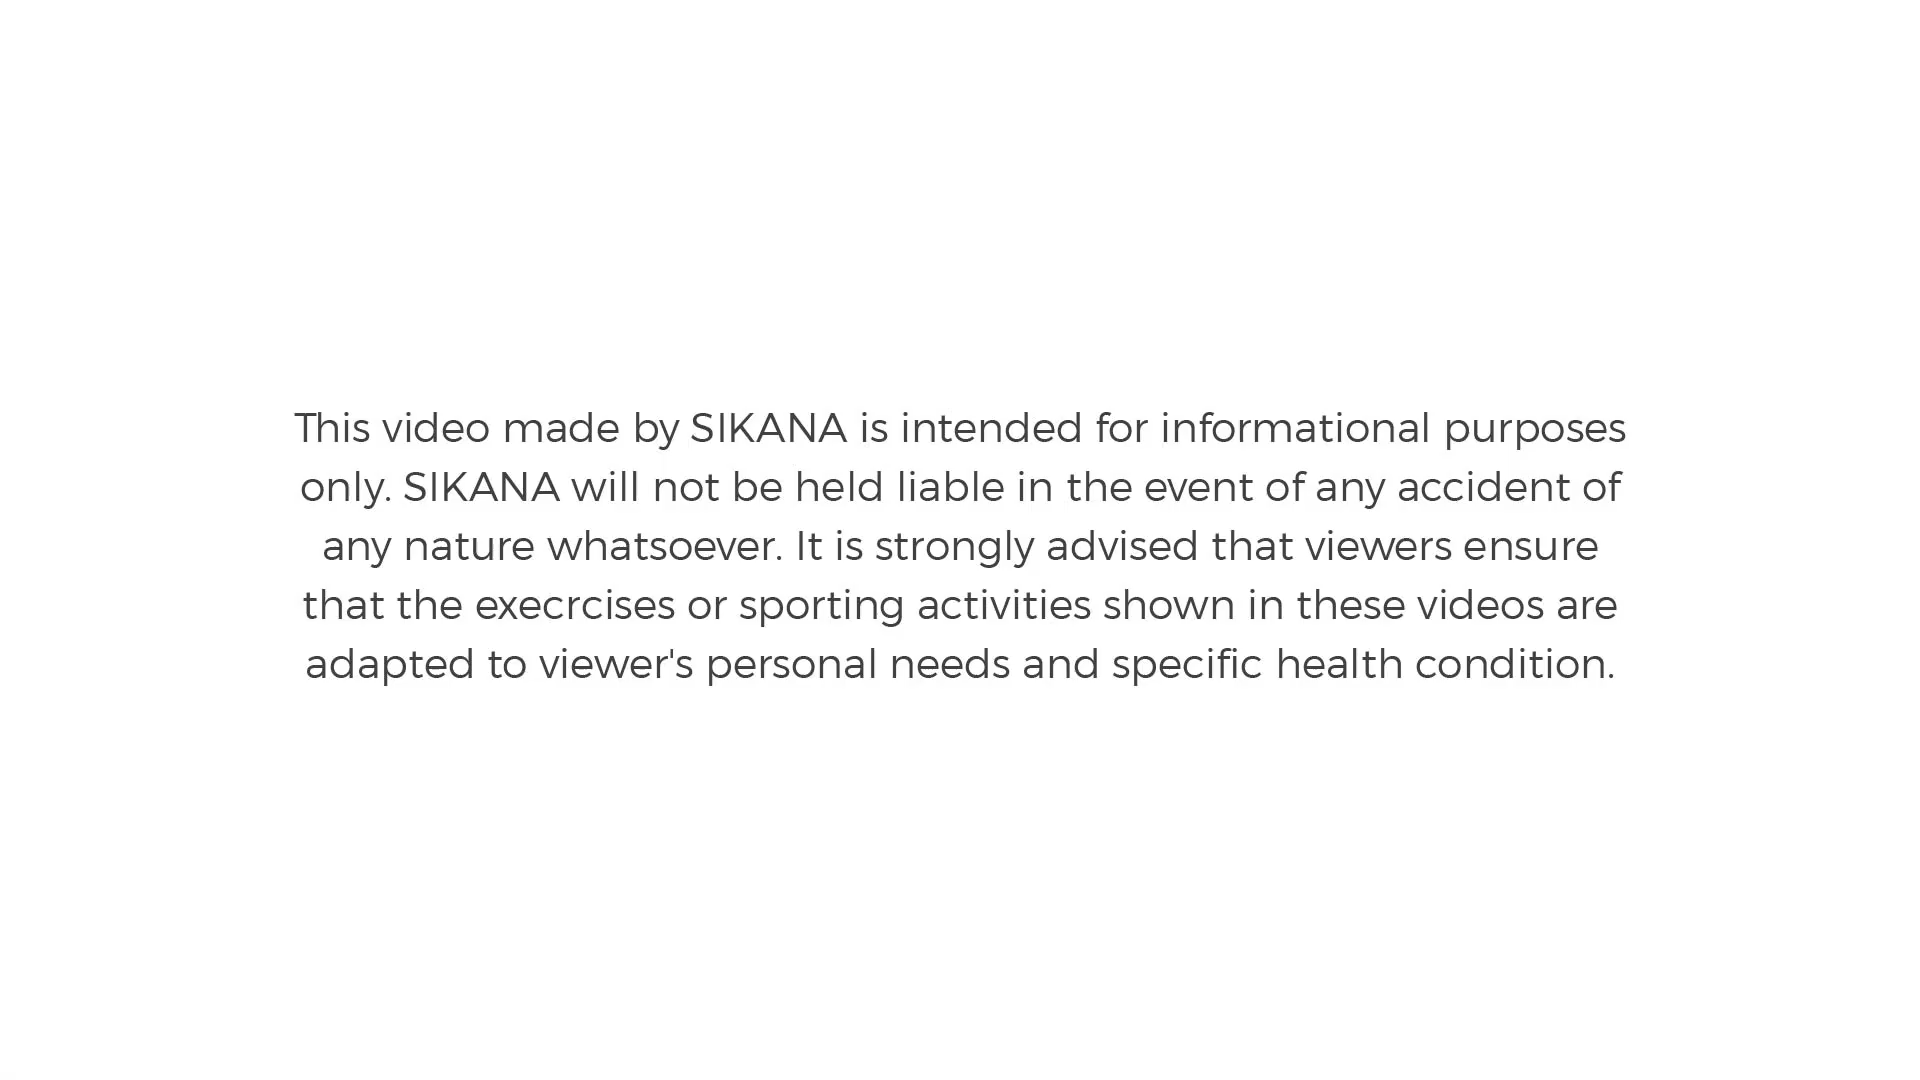 This video made by SIKANA is intended for informational purposes
only. SIKANA will not be held liable in the event of any accident of
any nature whatsoever. It is strongly advised that viewers ensure
that the execrcises or sporting activities shown in these videos are
adapted to viewer's personal needs and specific health condition.